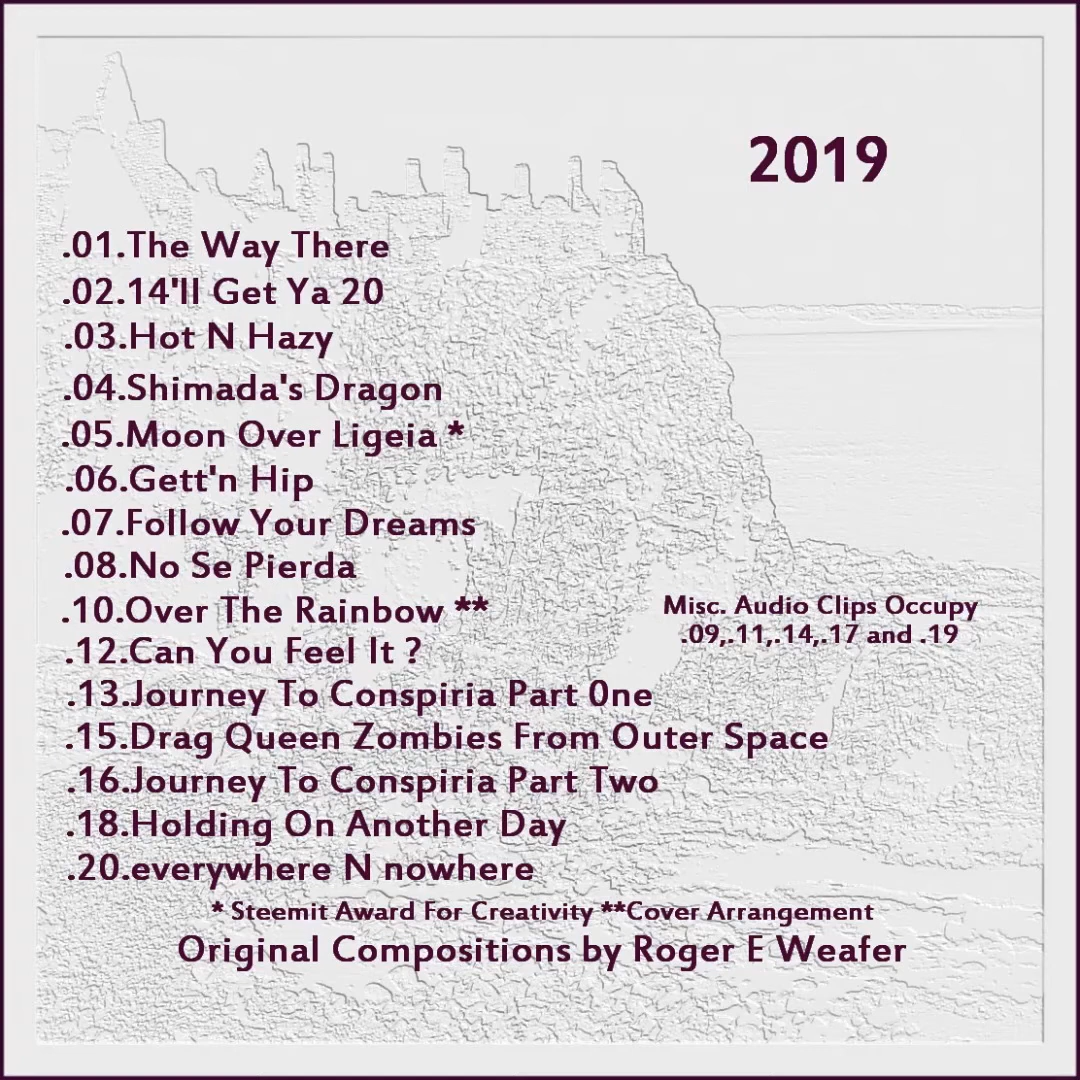 2019
.01.The Way There
.02.14'll Get Ya 20
.03.Hot N Hazy
.04.Shimada's Dragon
.05.Moon Over Ligeia *
.06.Gett'n Hip
.07.Follow Your Dreams
.08.No Se Pierda
.10.Over The Rainbow **
Misc. Audio Clips Occupy
.09,.11,.14,.17 and .19
.12.Can You Feel It ?
.13.Journey To Conspiria Part 0ne
.15.Drag Queen Zombies From Outer Space
.16.Journey To Conspiria Part Two
.18.Holding On Another Day
.20.everywhere N nowhere
* Steemit Award For Creativity **Cover Arrangement
Original Compositions by Roger E Weafer